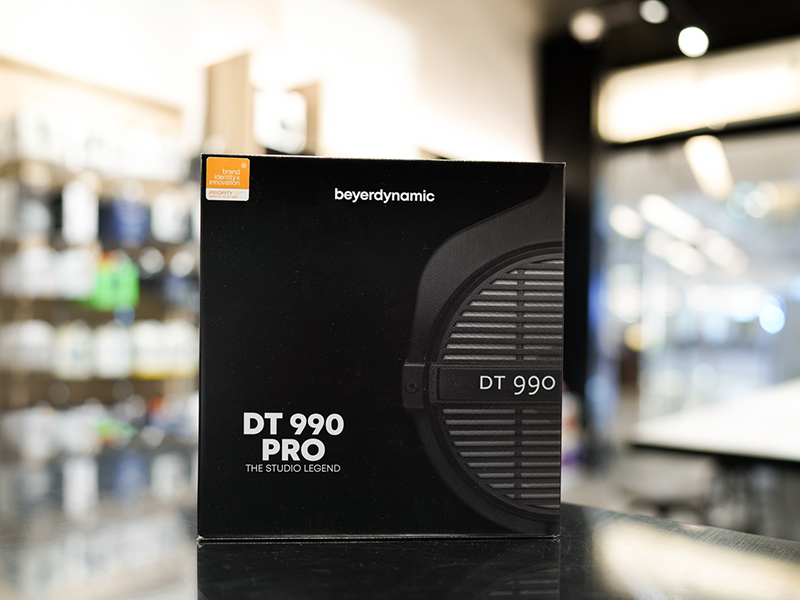 brand
identity &
innovation
beyerdynamic
DT 990
DT 990
PRO
THE STUDIO LEGEND